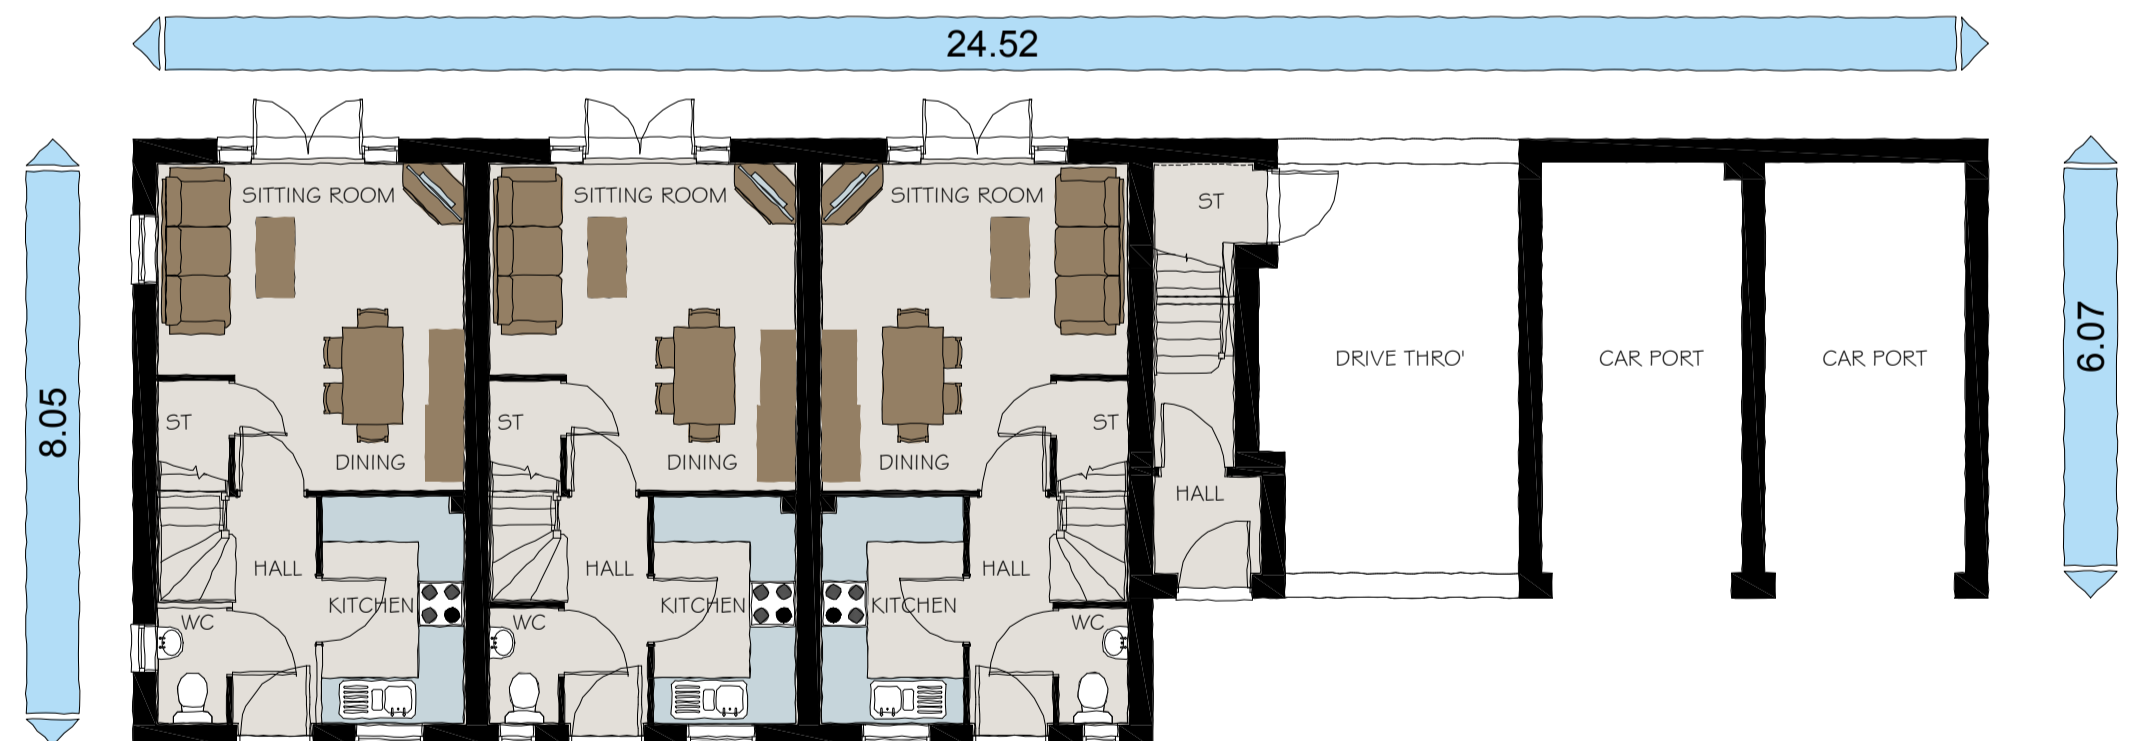 24.52
SITTING ROOM
SITTING ROOM
SITTING ROOM
ST
6.07
DRIVE THRO'
CAR PORT
CAR PORT
8.05
ST
ST
ST
DINING
DINING
DINING
HALL
HALL
HALL
HALL
KITCHEN
KITCHEN
KITCHEN
WC
WC
WC